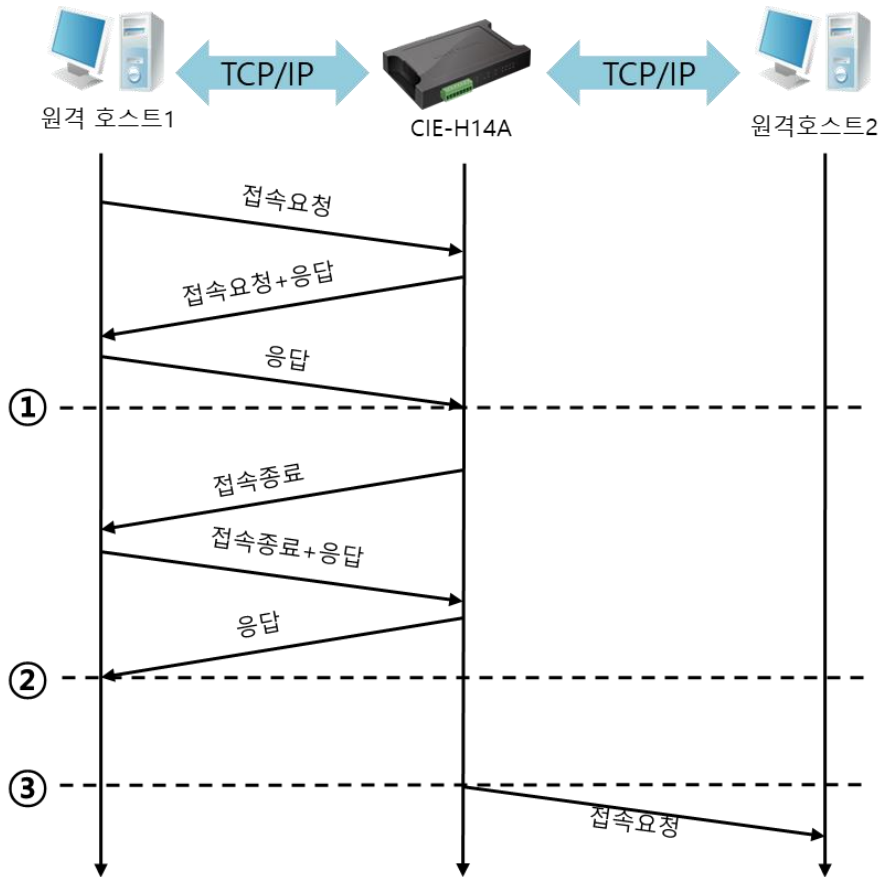 TCP/IP
TCP/IP
원격 호스트1
CIE-H14A
원격호스트2
접속요청
접속요청+응답
응답
①
접속종료
접속종료+응답
응답
②
③
접속요청